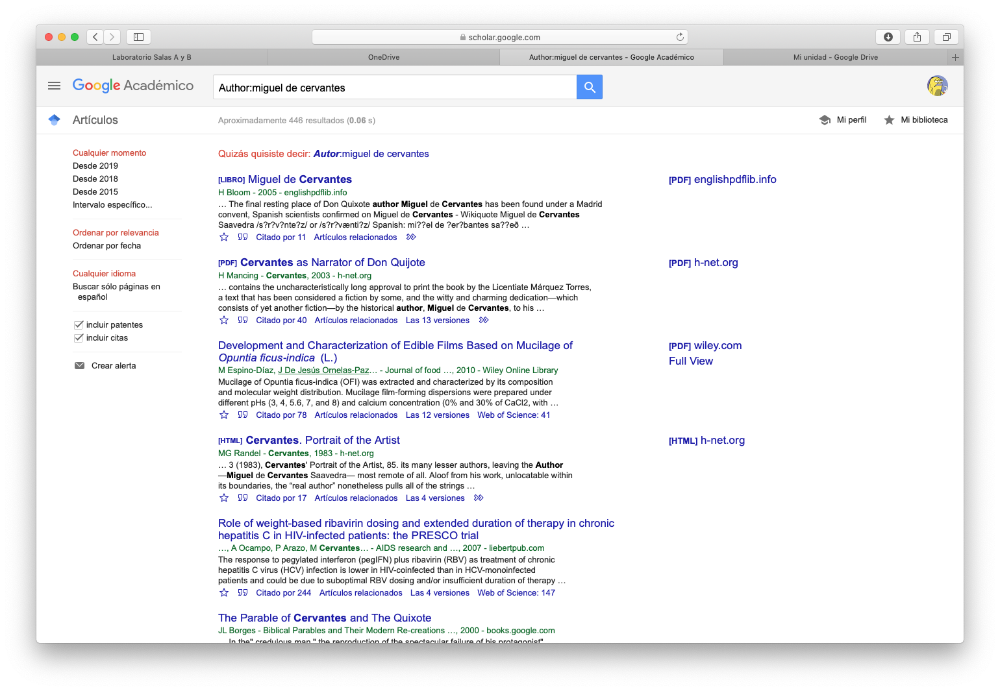 scholar.google.com
Laboratorio Salas A y B
OneDrive
Author:miguel de cervantes - Google Académico
Mi unidad - Google Drive
Google Académico
Author:miguel de cervantes
Artículos
Aproximadamente 446 resultados (0.06 s)
Mi perfil
Mi biblioteca
Cualquier momento
Desde 2019
Desde 2018
Desde 2015
Intervalo específico...
Ordenar por relevancia
Ordenar por fecha
Cualquier idioma
Buscar sólo páginas en
español
incluir patentes
incluir citas
Crear alerta
Quizás quisiste decir: Autor:miguel de cervantes
[LIBRO] Miguel de Cervantes
[PDF] englishpdflib.info
H Bloom - 2005 - englishpdflib.info
… The final resting place of Don Quixote author Miguel de Cervantes has been found under a Madrid
convent, Spanish scientists confirmed on Miguel de Cervantes - Wikiquote Miguel de Cervantes
Saavedra /s?r?v?nte?z/ or /s?r?vænti?z/ Spanish: mi??el de ?er?bantes sa??eð …
Citado por 11 Artículos relacionados
[PDF] Cervantes as Narrator of Don Quijote
[PDF] h-net.org
H Mancing - Cervantes, 2003 - h-net.org
… contains the uncharacteristically long approval to print the book by the Licentiate Márquez Torres,
a text that has been considered a fiction by some, and the witty and charming dedication—which
consists of yet another fiction—by the historical author, Miguel de Cervantes, to his …
Citado por 40 Artículos relacionados Las 13 versiones
Development and Characterization of Edible Films Based on Mucilage of
Opuntia ficus‐indica (L.)
[PDF] wiley.com
Full View
M Espino‐Díaz, J De Jesús Ornelas‐Paz… - Journal of food …, 2010 - Wiley Online Library
Mucilage of Opuntia ficus‐indica (OFI) was extracted and characterized by its composition
and molecular weight distribution. Mucilage film‐forming dispersions were prepared under
different pHs (3, 4, 5.6, 7, and 8) and calcium concentration (0% and 30% of CaCl2, with …
Citado por 78 Artículos relacionados Las 12 versiones Web of Science: 41
[HTML] Cervantes. Portrait of the Artist
[HTML] h-net.org
MG Randel - Cervantes, 1983 - h-net.org
… 3 (1983), Cervantes' Portrait of the Artist, 85. its many lesser authors, leaving the Author
—Miguel de Cervantes Saavedra— most remote of all. Aloof from his work, unlocatable within
its boundaries, the “real author” nonetheless pulls all of the strings …
Citado por 17 Artículos relacionados Las 4 versiones
Role of weight-based ribavirin dosing and extended duration of therapy in chronic
hepatitis C in HIV-infected patients: the PRESCO trial
…, A Ocampo, P Arazo, M Cervantes… - AIDS research and …, 2007 - liebertpub.com
The response to pegylated interferon (pegIFN) plus ribavirin (RBV) as treatment of chronic
hepatitis C virus (HCV) infection is lower in HIV-coinfected than in HCV-monoinfected
patients and could be due to suboptimal RBV dosing and/or insufficient duration of therapy …
Citado por 244 Artículos relacionados Las 4 versiones Web of Science: 147
The Parable of Cervantes and The Quixote
JL Borges - Biblical Parables and Their Modern Re-creations …, 2000 - books.google.com
… In the" credulous man," the reproduction of the spectacular failure of his protagonist"